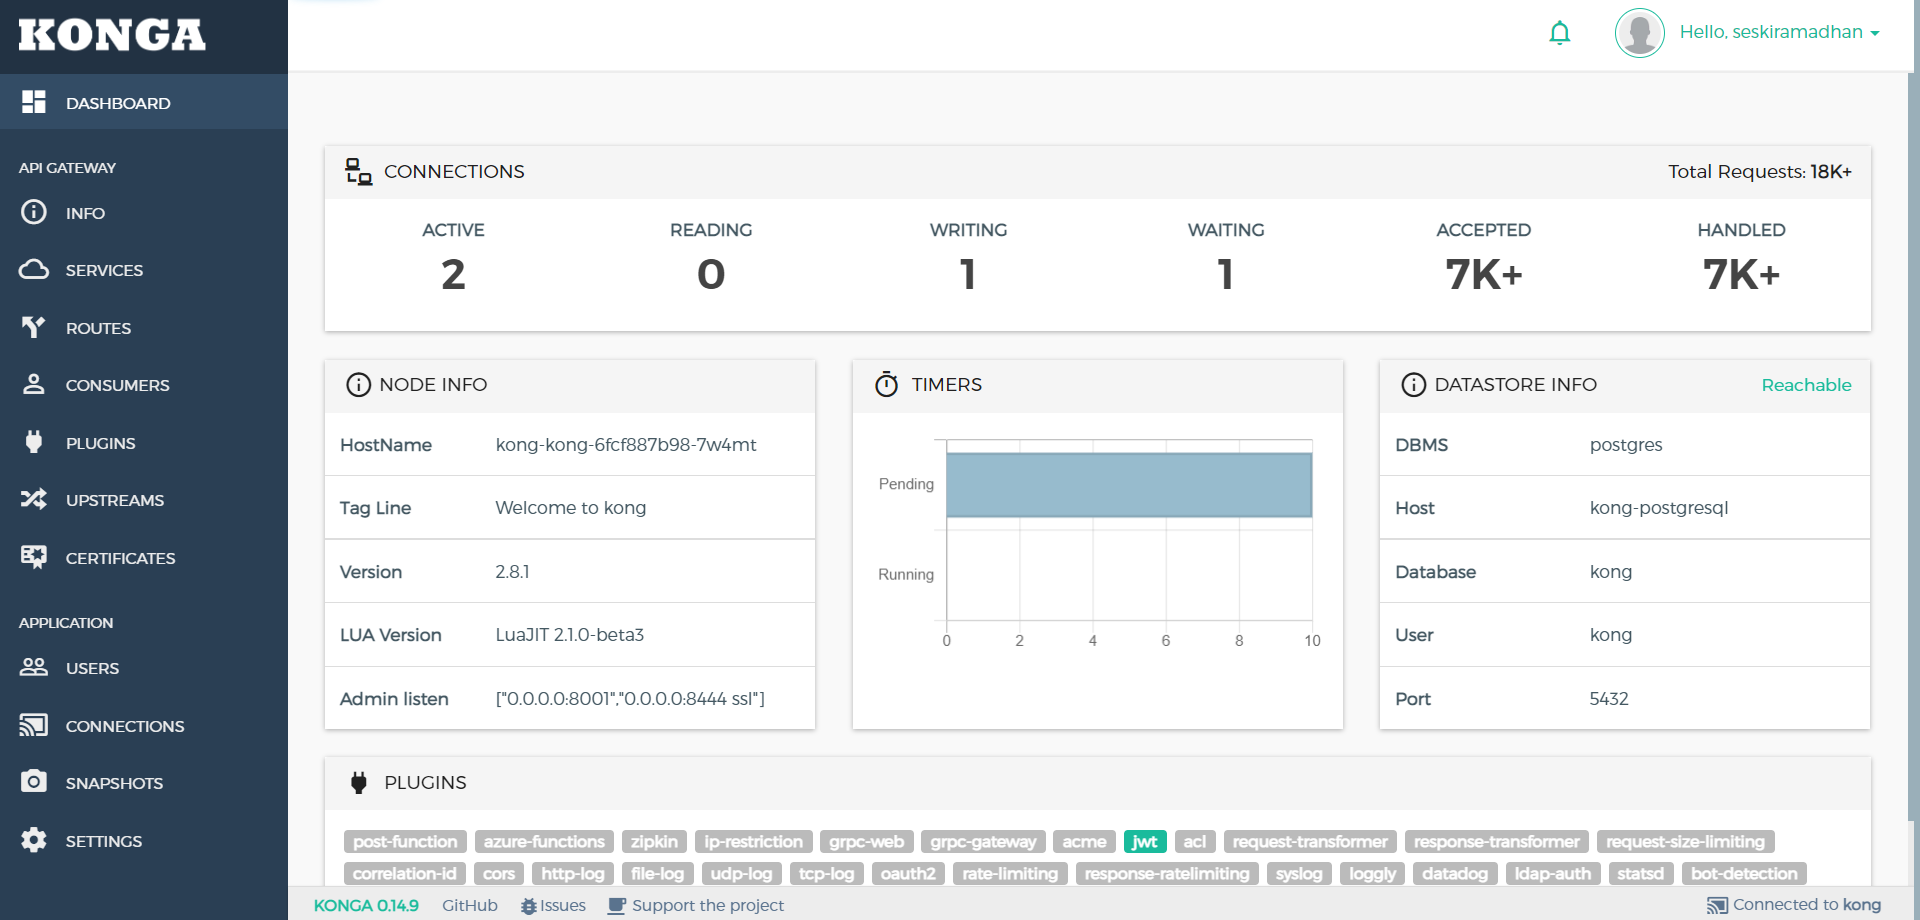 KONGA
Hello, seskiramadhan
DASHBOARD
API GATEWAY
INFO
SERVICES
ROUTES
CONSUMERS
PLUGINS
UPSTREAMS
CERTIFICATES
APPLICATION
USERS
CONNECTIONS
SNAPSHOTS
SETTINGS
CONNECTIONS Total Requests: 18K+
ACTIVE READING WRITING WAITING ACCEPTED HANDLED
2 0 1 1 7K+ 7K+
NODE INFO
HostName kong-kong-6fcf887b98-7w4mt
Tag Line Welcome to kong
Version 2.8.1
LUA Version LuaJIT 2.1.0-beta3
Admin listen ["0.0.0.0:8001","0.0.0.0:8444 ssl"]
TIMERS
Pending
Running
0 2 4 6 8 10
DATASTORE INFO Reachable
DBMS postgres
Host kong-postgresql
Database kong
User kong
Port 5432
PLUGINS
post-function azure-functions zipkin ip-restriction grpc-web grpc-gateway acme jwt acl request-transformer response-transformer request-size-limiting
correlation-id cors http-log file-log udp-log tcp-log oauth2 rate-limiting response-ratelimiting syslog loggly datadog ldap-auth statsd bot-detection
KONGA 0.14.9 GitHub Issues Support the project Connected to kong